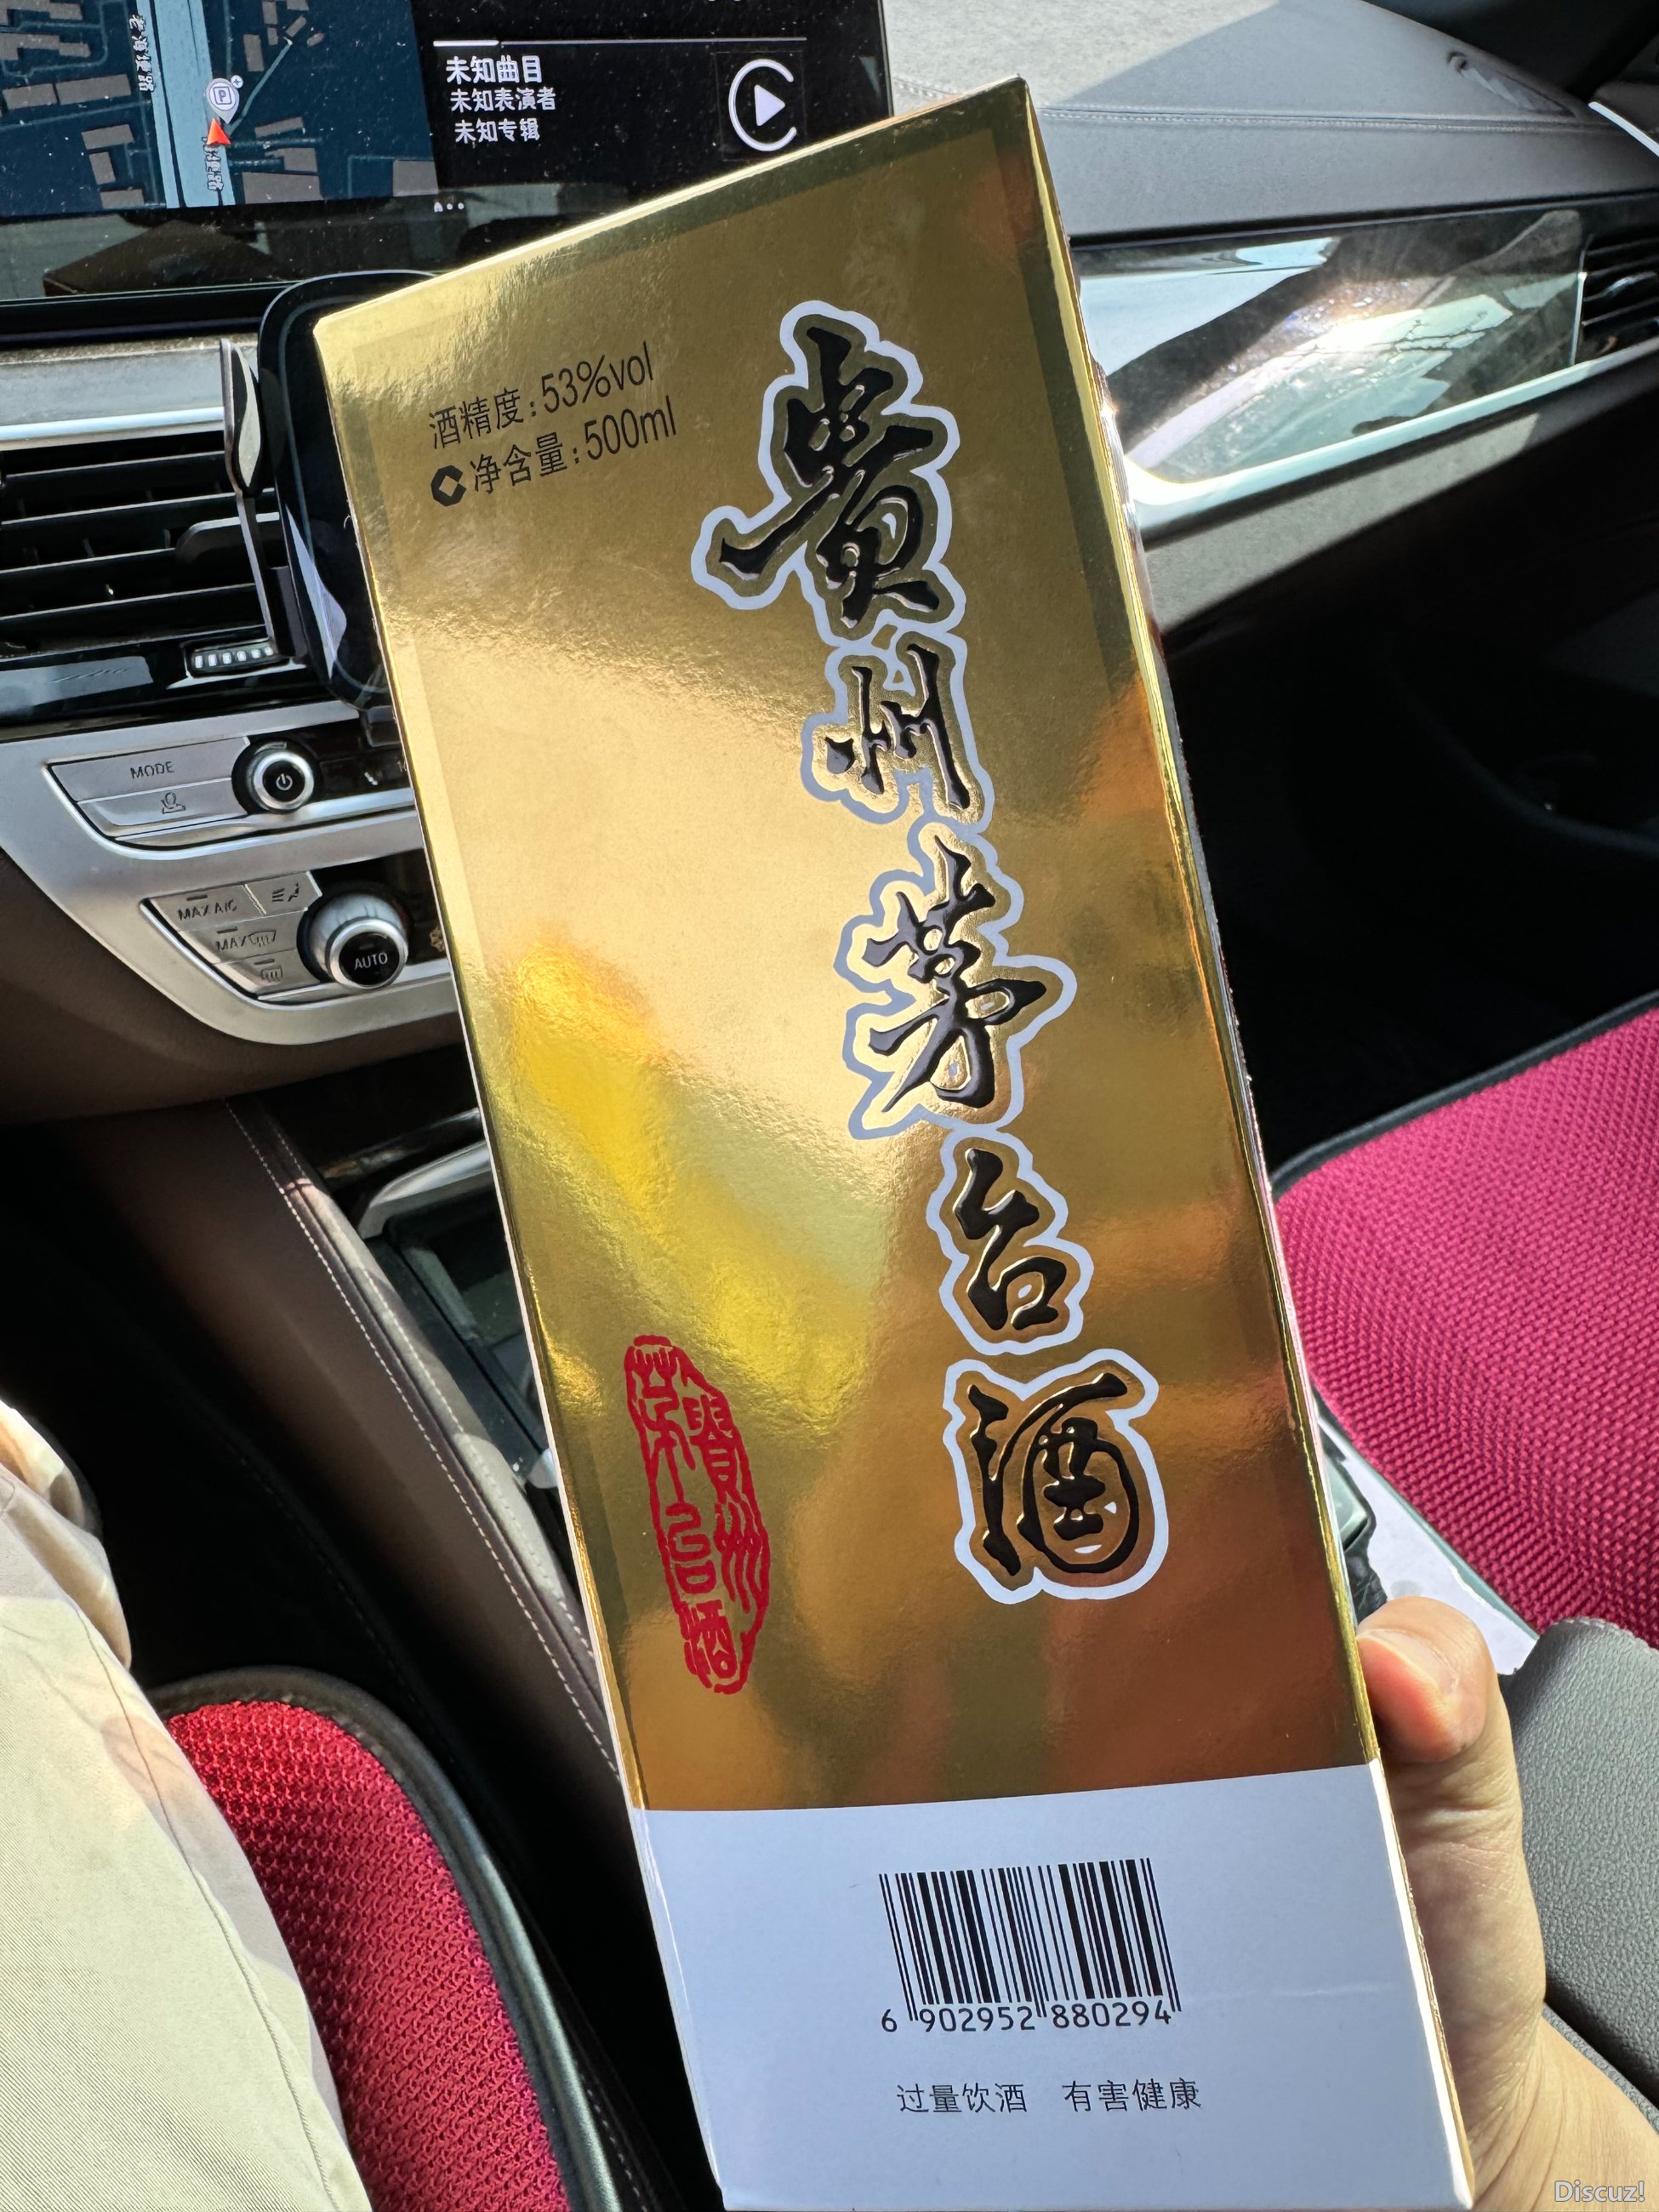 未知曲目
未知表演者
未知专辑
酒精度:53%vol
净含量:500ml
貴州茅台酒
貴州
茅台酒
MODE
MAX A/C
MAX
AUTO
6 902952 880294
过量饮酒 有害健康
Discuz!